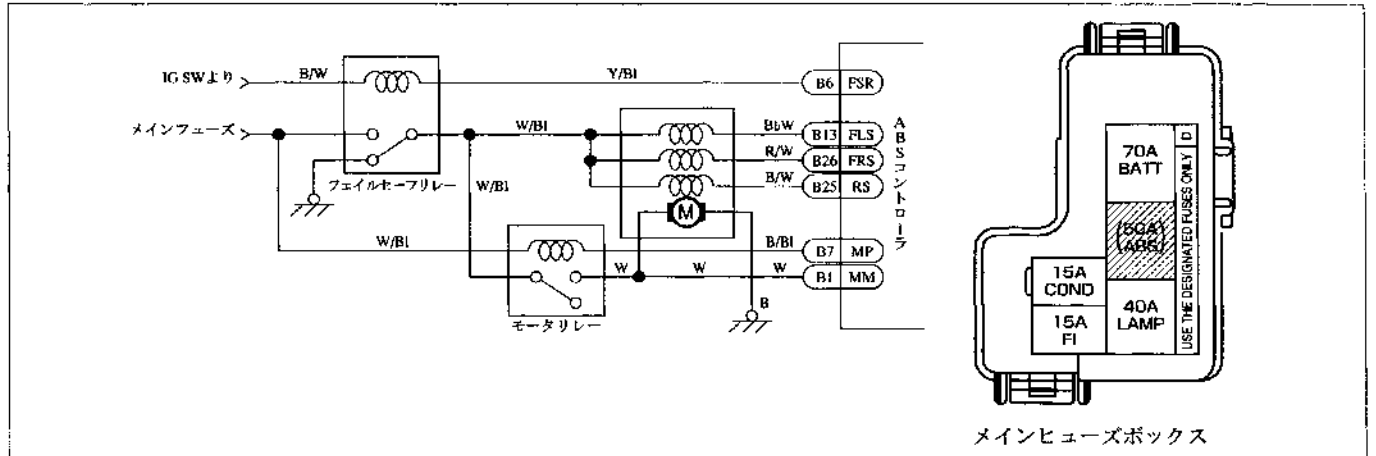 IG SWより
B/W
Y/Bl
B6 FSR
メインフューズ
W/Bl
フェイルセーフリレー
W/Bl
B13 FLS
R/W
B26 FRS
B/W
B25 RS
M
ABSコントローラ
W/Bl
B/Bl
B7 MP
W
W
W
B1 MM
モータリレー
B
70A
BATT
(50A)
(ABS)
15A
COND
15A
FI
40A
LAMP
USE THE DESIGNATED FUSES ONLY
メインヒューズボックス